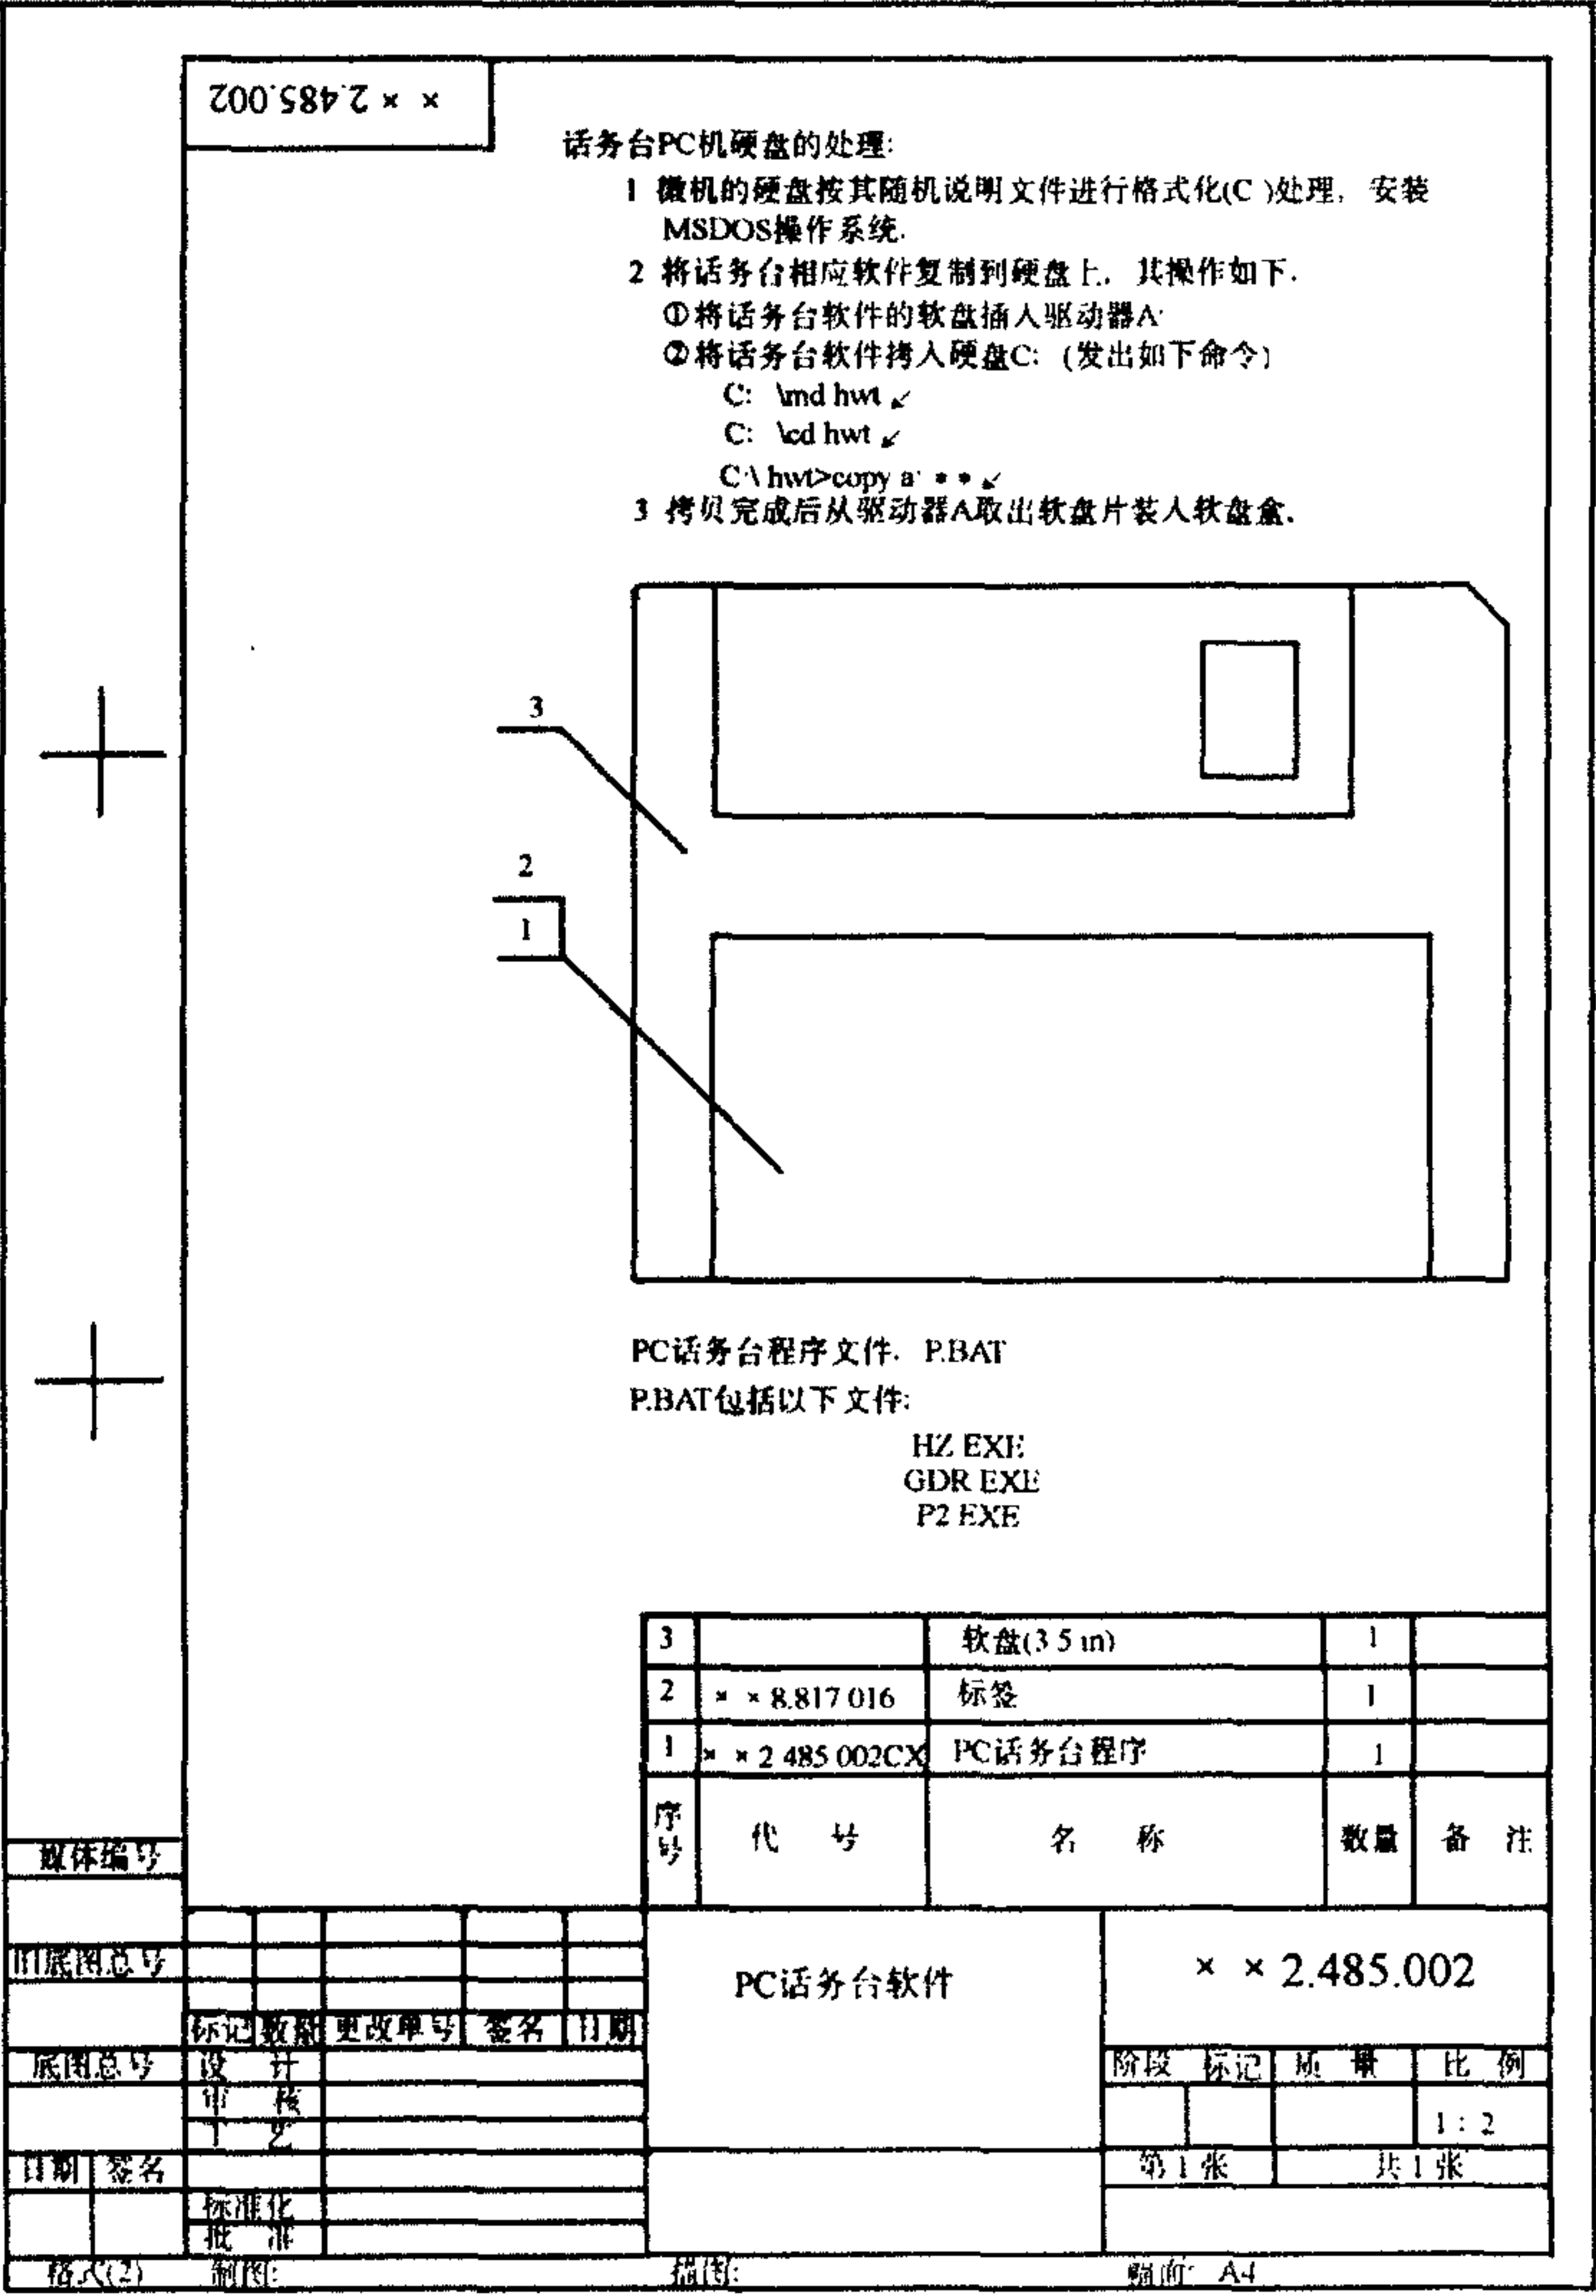 × × 2.485.002
话务台PC机硬盘的处理:
1 微机的硬盘按其随机说明文件进行格式化(C )处理, 安装
MSDOS操作系统.
2 将话务台相应软件复制到硬盘上, 其操作如下.
①将话务台软件的软盘插入驱动器A:
②将话务台软件拷入硬盘C: (发出如下命令)
C: \md hwt ↙
C: \cd hwt ↙
C:\ hwt>copy a: * * ↙
3 拷贝完成后从驱动器A取出软盘片装入软盘盒.
3
2
1
PC话务台程序文件. P.BAT
P.BAT包括以下文件:
HZ EXE
GDR EXE
P2 EXE
3 软盘(3 5 in) 1
2 × × 8.817 016 标签 1
1 × × 2 485 002CX PC话务台程序 1
序号 代 号 名 称 数量 备 注
媒体编号
旧底图总号
底图总号
日期 签名
标记 数量 更改单号 签名 日期
设 计
审 核
工 艺
标准化
批 准
PC话务台软件
× × 2.485.002
阶段 标记 质 量 比 例
1 : 2
第 1 张 共 1 张
格式(2) 制图: 描图: 幅面: A4